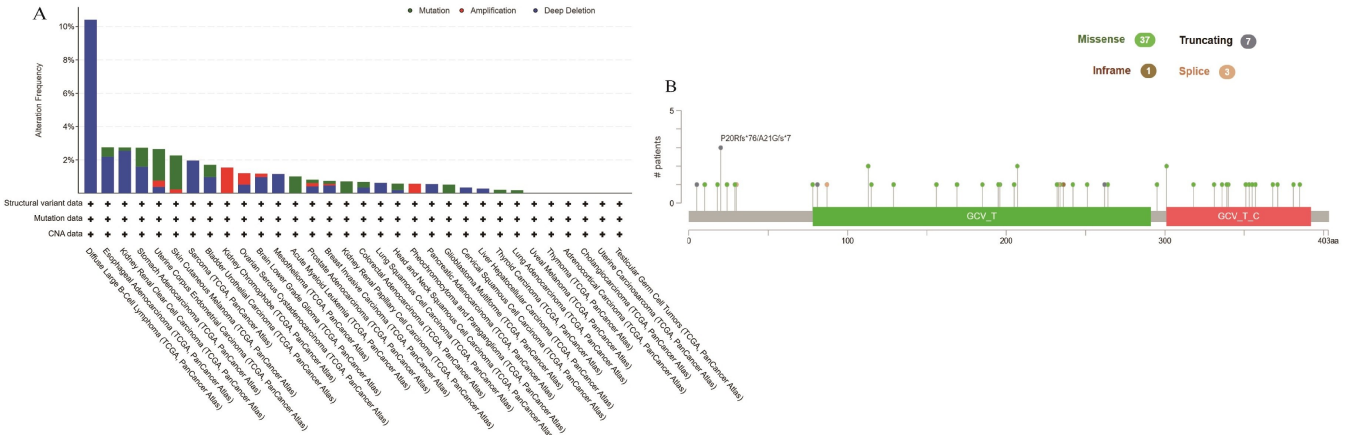 A
Mutation
Amplification
Deep Deletion
10%
8%
6%
4%
2%
Alteration Frequency
Structural variant data
Mutation data
CNA data
Diffuse Large B-Cell Lymphoma (TCGA, PanCancer Atlas)
Esophageal Adenocarcinoma (TCGA, PanCancer Atlas)
Kidney Renal Clear Cell Carcinoma (TCGA, PanCancer Atlas)
Stomach Adenocarcinoma (TCGA, PanCancer Atlas)
Uterine Corpus Endometrial Carcinoma (TCGA, PanCancer Atlas)
Skin Cutaneous Melanoma (TCGA, PanCancer Atlas)
Sarcoma (TCGA, PanCancer Atlas)
Bladder Urothelial Carcinoma (TCGA, PanCancer Atlas)
Kidney Chromophobe (TCGA, PanCancer Atlas)
Ovarian Serous Cystadenocarcinoma (TCGA, PanCancer Atlas)
Brain Lower Grade Glioma (TCGA, PanCancer Atlas)
Mesothelioma (TCGA, PanCancer Atlas)
Acute Myeloid Leukemia (TCGA, PanCancer Atlas)
Prostate Adenocarcinoma (TCGA, PanCancer Atlas)
Breast Invasive Carcinoma (TCGA, PanCancer Atlas)
Kidney Renal Papillary Cell Carcinoma (TCGA, PanCancer Atlas)
Colorectal Adenocarcinoma (TCGA, PanCancer Atlas)
Lung Squamous Cell Carcinoma (TCGA, PanCancer Atlas)
Head and Neck Squamous Cell Carcinoma (TCGA, PanCancer Atlas)
Pheochromocytoma and Paraganglioma (TCGA, PanCancer Atlas)
Pancreatic Adenocarcinoma (TCGA, PanCancer Atlas)
Glioblastoma Multiforme (TCGA, PanCancer Atlas)
Cervical Squamous Cell Carcinoma (TCGA, PanCancer Atlas)
Liver Hepatocellular Carcinoma (TCGA, PanCancer Atlas)
Thyroid Carcinoma (TCGA, PanCancer Atlas)
Lung Adenocarcinoma (TCGA, PanCancer Atlas)
Uveal Melanoma (TCGA, PanCancer Atlas)
Thymoma (TCGA, PanCancer Atlas)
Adrenocortical Carcinoma (TCGA, PanCancer Atlas)
Cholangiocarcinoma (TCGA, PanCancer Atlas)
Uterine Carcinosarcoma (TCGA, PanCancer Atlas)
Testicular Germ Cell Tumors (TCGA, PanCancer Atlas)
B
Missense 37
Truncating 7
Inframe 1
Splice 3
5
0
# patients
P20Rfs*76/A21Gfs*7
GCV_T
GCV_T_C
0
100
200
300
403aa